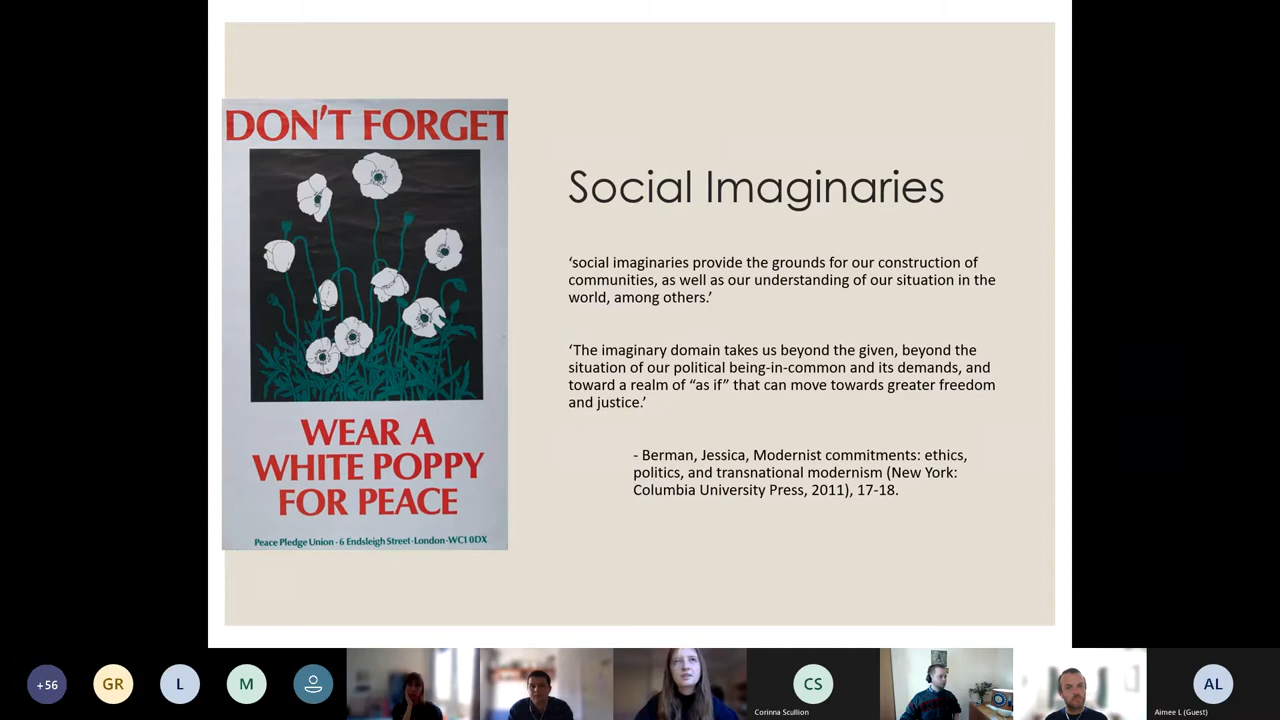 DON'T FORGET
WEAR A
WHITE POPPY
FOR PEACE
Peace Pledge Union · 6 Endsleigh Street · London · WC1 0DX
Social Imaginaries
‘social imaginaries provide the grounds for our construction of
communities, as well as our understanding of our situation in the
world, among others.’
‘The imaginary domain takes us beyond the given, beyond the
situation of our political being-in-common and its demands, and
toward a realm of “as if” that can move towards greater freedom
and justice.’
- Berman, Jessica, Modernist commitments: ethics,
politics, and transnational modernism (New York:
Columbia University Press, 2011), 17-18.
+56
GR
L
M
CS
Corinna Scullion
AL
Aimee L (Guest)